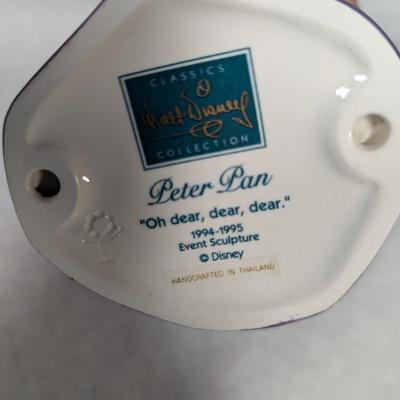 CLASSICS
Walt Disney
COLLECTION
Peter Pan
"Oh dear, dear, dear."
1994-1995
Event Sculpture
© Disney
HANDCRAFTED IN THAILAND